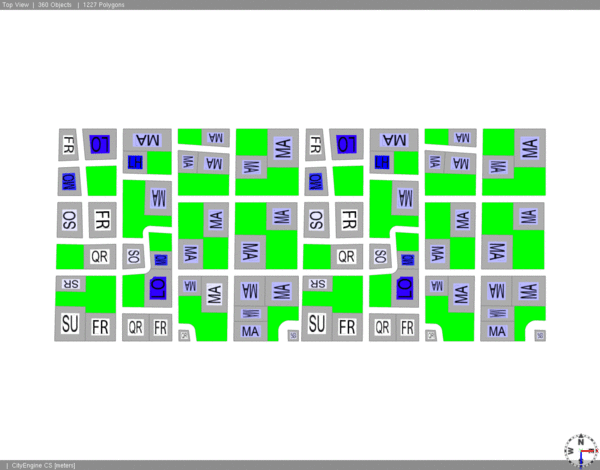 Top View | 360 Objects | 1227 Polygons
FR LO MA MA MA FR LO MA MA MA
MA MA MA MA MA MA
MA MA
SO FR MA MA SO FR MA MA
QR SO MA MA QR SO MA MA
SR LO MA MA MA MA SR LO MA MA MA MA
SU FR QR FR MA SU FR QR FR MA
N
W
| CityEngine CS [meters]